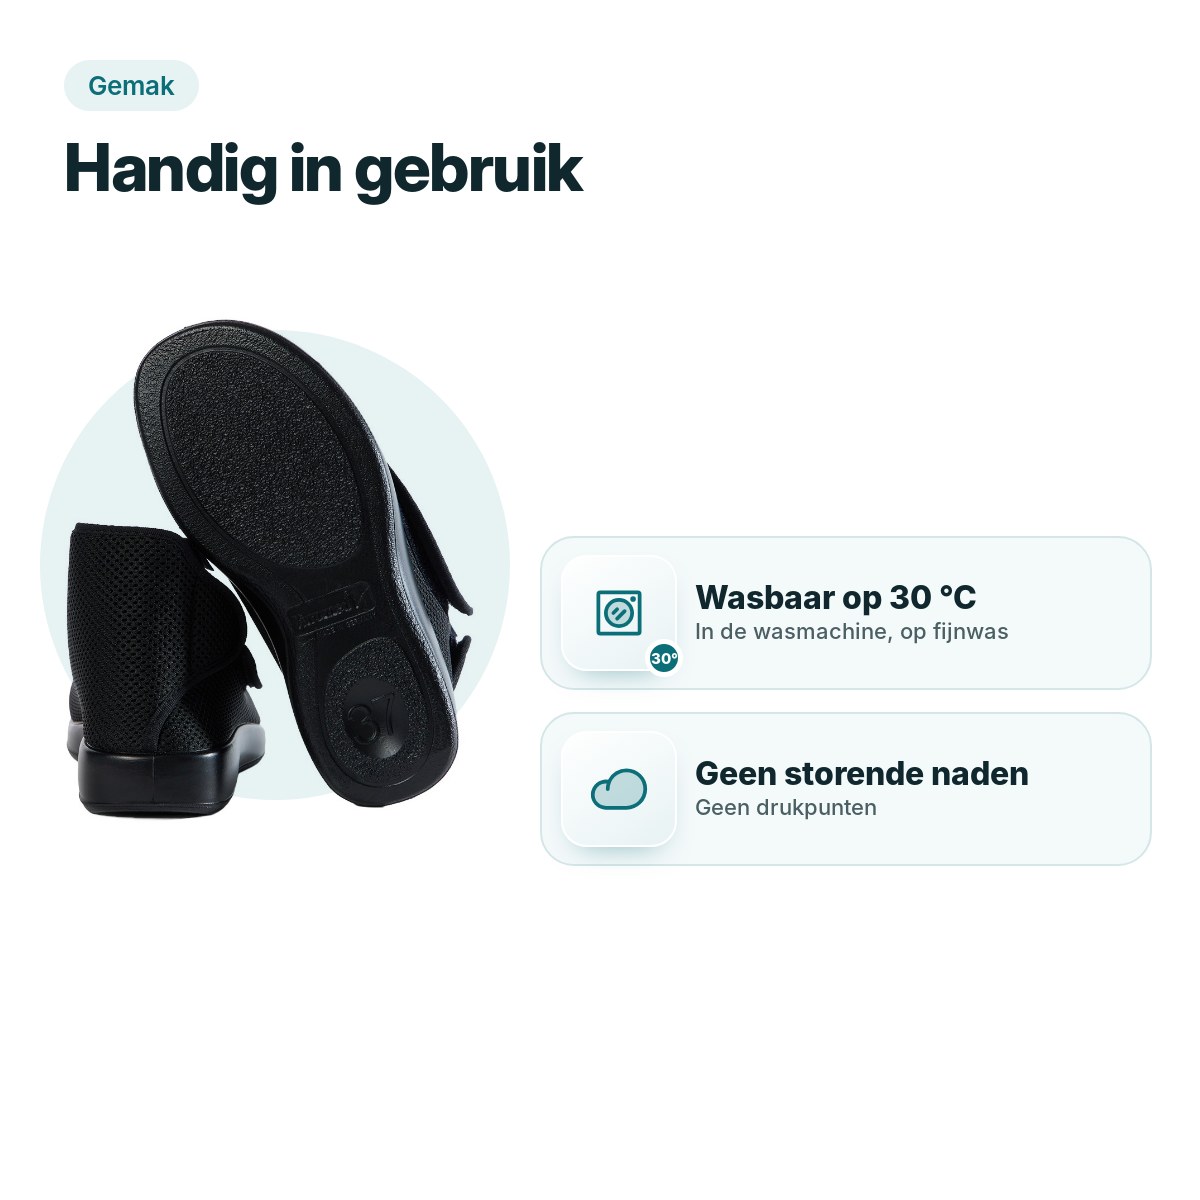 Gemak
Handig in gebruik
37
Wasbaar op 30 °C
In de wasmachine, op fijnwas
30°
Geen storende naden
Geen drukpunten